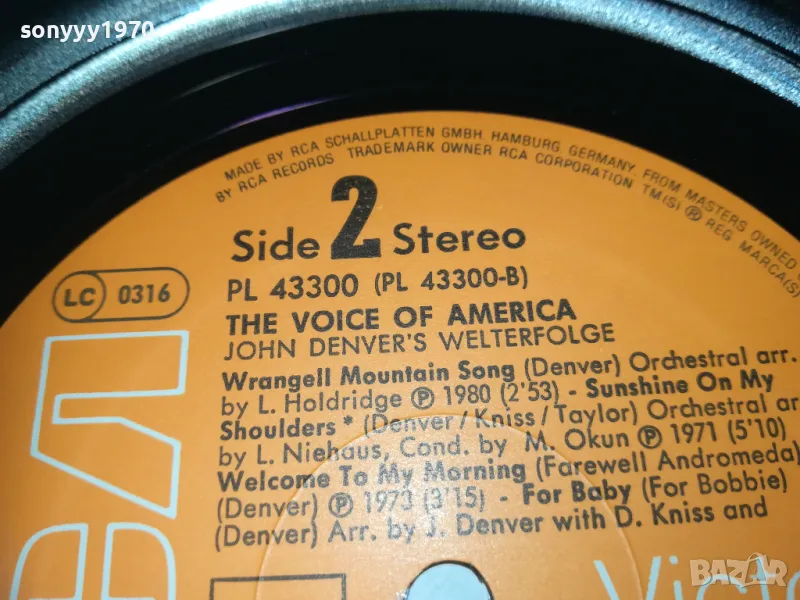 sonyyy1970
MADE BY RCA SCHALLPLATTEN GMBH. HAMBURG, GERMANY, FROM MASTERS OWNED
BY RCA RECORDS TRADEMARK OWNER RCA CORPORATION TM(S) ® REG MARCA(S)
Side 2 Stereo
LC 0316
PL 43300 (PL 43300-B)
THE VOICE OF AMERICA
JOHN DENVER'S WELTERFOLGE
Wrangell Mountain Song (Denver) Orchestral arr.
by L. Holdridge ℗ 1980 (2'53) - Sunshine On My
Shoulders * (Denver/Kniss/Taylor) Orchestral ar
by L. Niehaus, Cond. by M. Okun ℗ 1971 (5'10)
Welcome To My Morning (Farewell Andromeda)
(Denver) ℗ 1973 (3'15) - For Baby (For Bobbie)
(Denver) Arr. by J. Denver with D. Kniss and
Victo
BAZAR
bg